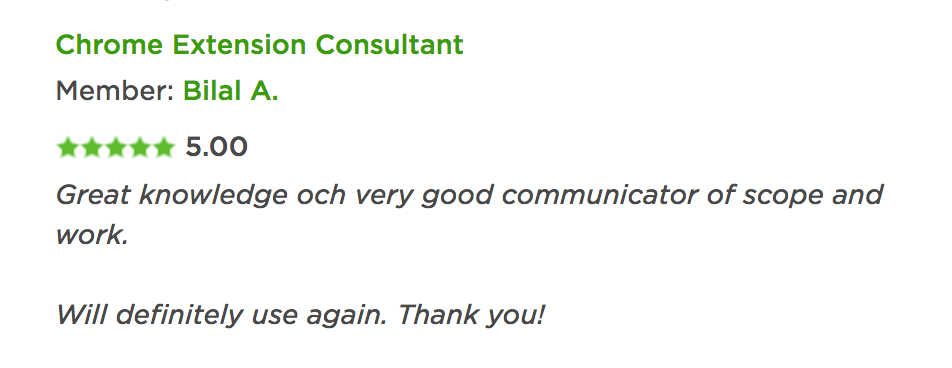 Chrome Extension Consultant
Member: Bilal A.
5.00
Great knowledge och very good communicator of scope and
work.
Will definitely use again. Thank you!